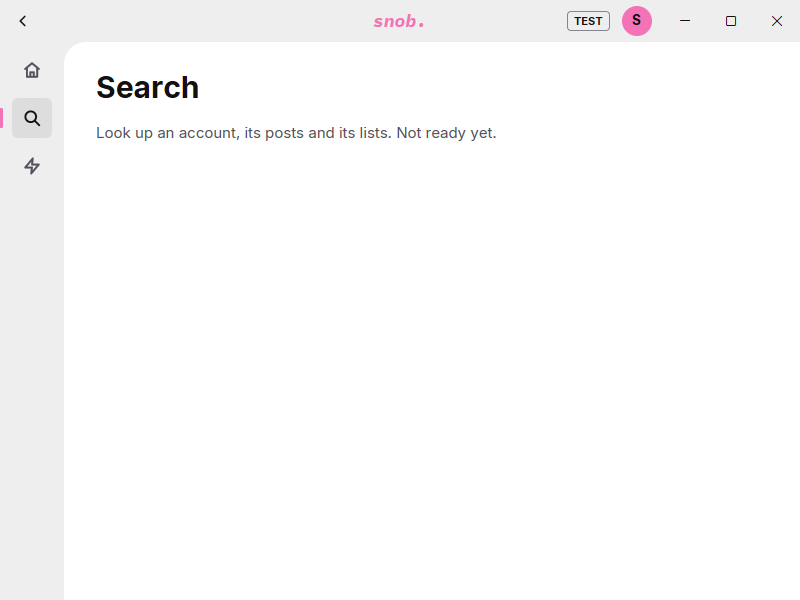 snob.
TEST
S
Search
Look up an account, its posts and its lists. Not ready yet.